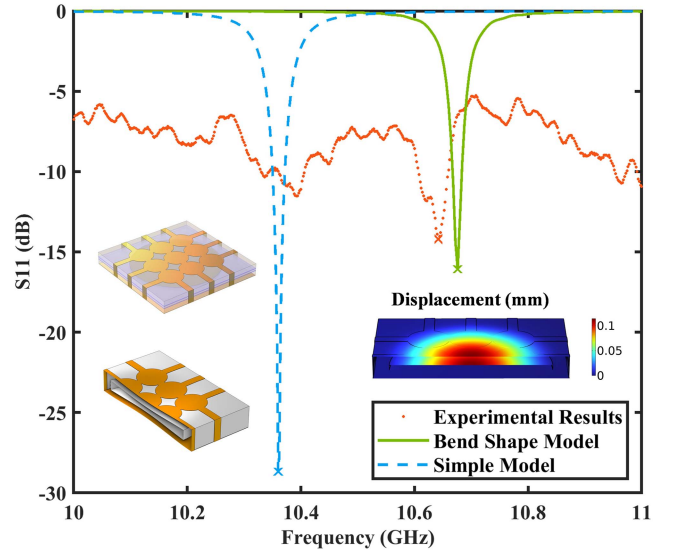 0
-5
-10
-15
-20
-25
-30
S11 (dB)
Displacement (mm)
0.1
0.05
0
Experimental Results
Bend Shape Model
Simple Model
10
10.2
10.4
10.6
10.8
11
Frequency (GHz)